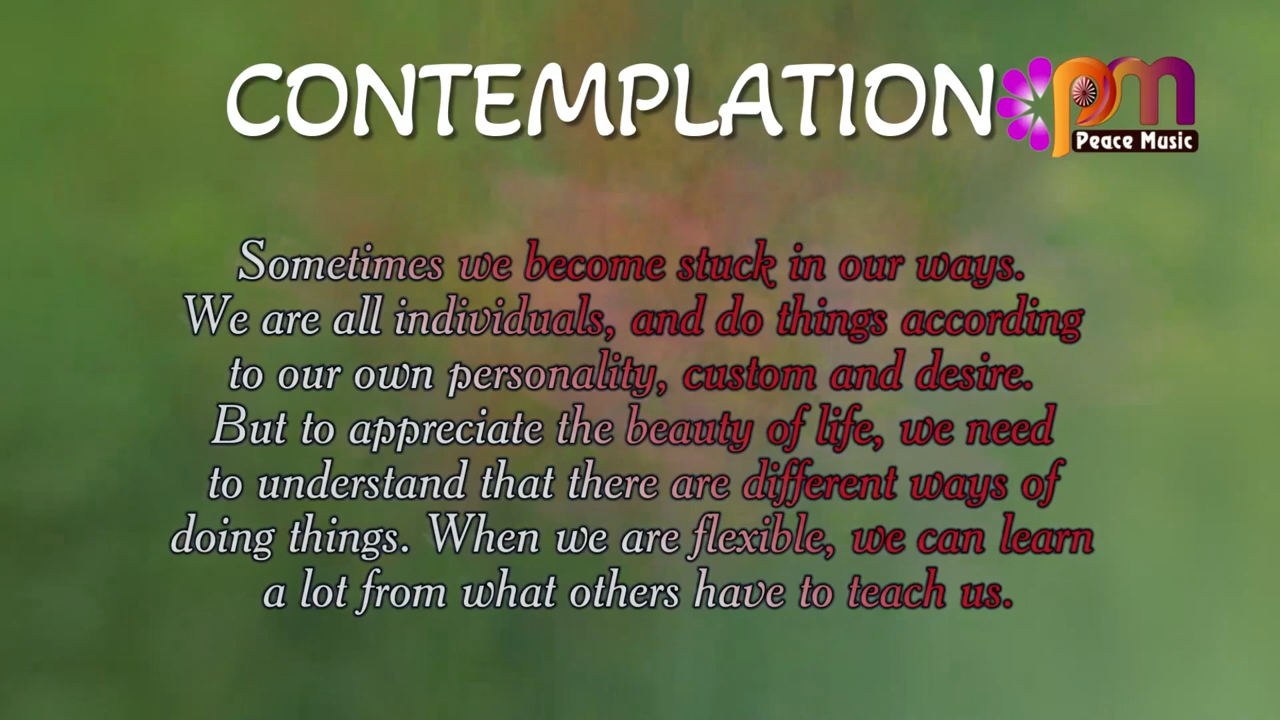 CONTEMPLATION
pm
Peace Music
Sometimes we become stuck in our ways.
We are all individuals, and do things according
to our own personality, custom and desire.
But to appreciate the beauty of life, we need
to understand that there are different ways of
doing things. When we are flexible, we can learn
a lot from what others have to teach us.